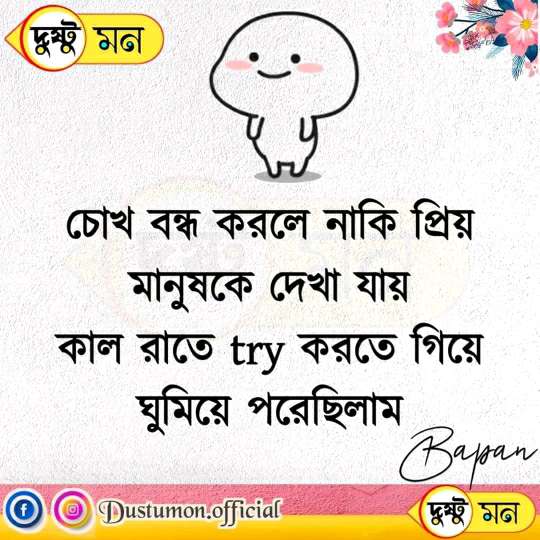 দুষ্টু মন
চোখ বন্ধ করলে নাকি প্রিয়
মানুষকে দেখা যায়
কাল রাতে try করতে গিয়ে
ঘুমিয়ে পরেছিলাম
Bapan
Dustumon.official
দুষ্টু মন